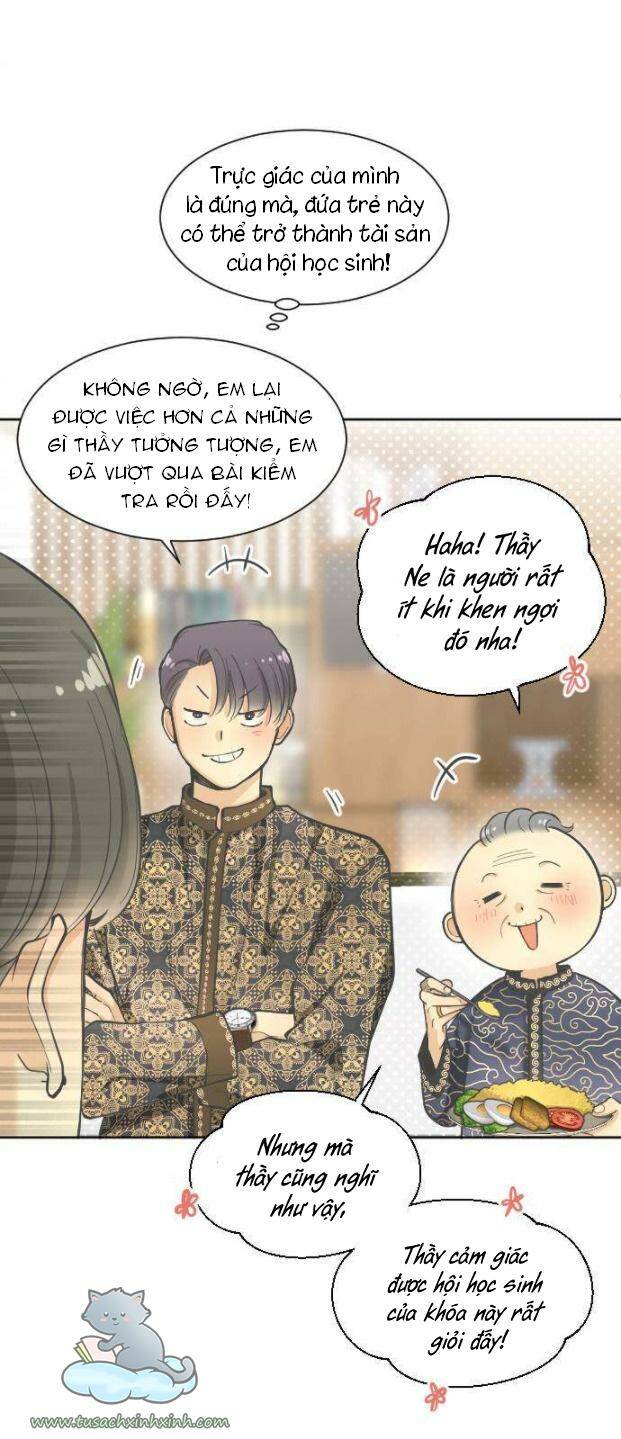 Trực giác của mình
là đúng mà, đứa trẻ này
có thể trở thành tài sản
của hội học sinh!
KHÔNG NGỜ, EM LẠI
ĐƯỢC VIỆC HƠN CẢ NHỮNG
GÌ THẦY TƯỞNG TƯỢNG, EM
ĐÃ VƯỢT QUA BÀI KIỂM
TRA RỒI ĐẤY!
Haha! Thầy
Ne là người rất
ít khi khen ngợi
đó nha!
Nhưng mà
thầy cũng nghĩ
như vậy,
Thầy cảm giác
được hội học sinh
của khóa này rất
giỏi đấy!
www.tusachxinhxinh.com